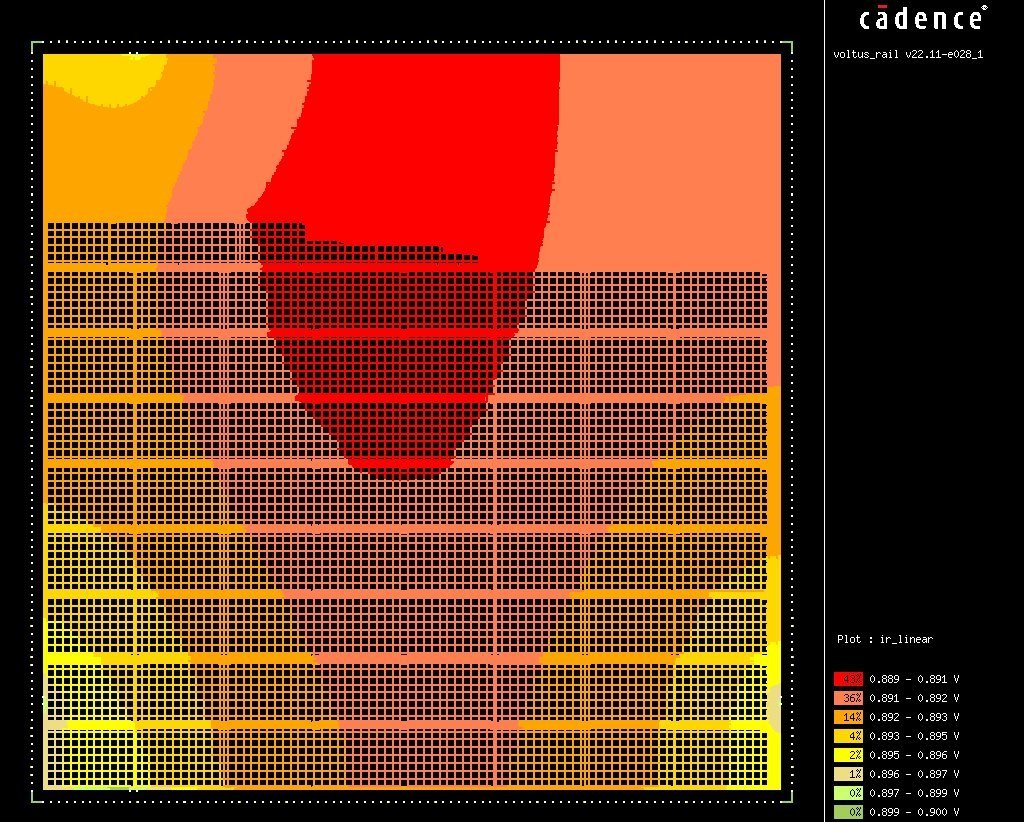 cādence®
voltus_rail v22.11-e028_1
Plot : ir_linear
0.889 - 0.891 V
36% 0.891 - 0.892 V
14% 0.892 - 0.893 V
4% 0.893 - 0.895 V
2% 0.895 - 0.896 V
1% 0.896 - 0.897 V
0% 0.897 - 0.899 V
0% 0.899 - 0.900 V